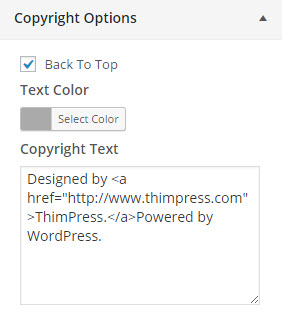 Copyright Options
Back To Top
Text Color
Select Color
Copyright Text
Designed by <a
href="http://www.thimpress.com"
>ThimPress.</a>Powered by
WordPress.